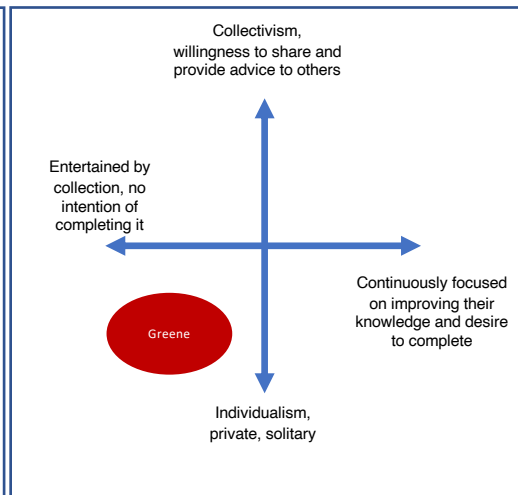 Collectivism,
willingness to share and
provide advice to others
Entertained by
collection, no
intention of
completing it
Continuously focused
on improving their
knowledge and desire
to complete
Greene
Individualism,
private, solitary